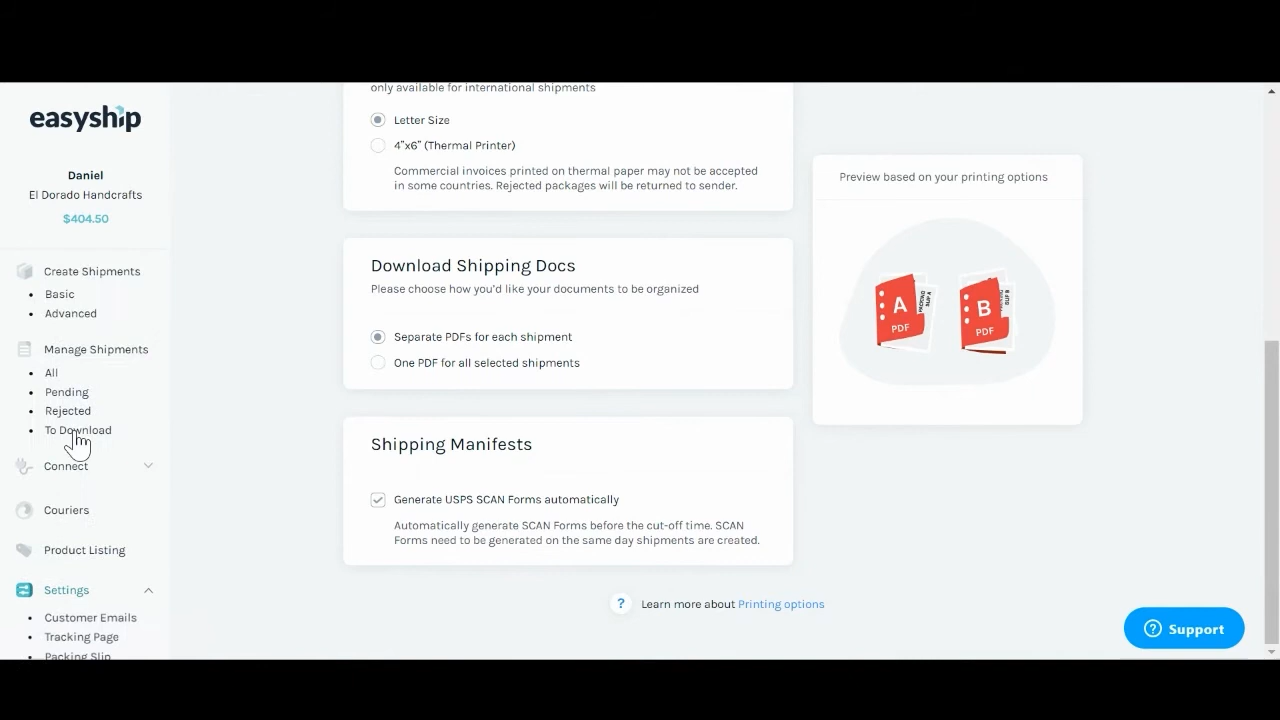 easyship
Daniel
El Dorado Handcrafts
$404.50
Create Shipments
Basic
Advanced
Manage Shipments
All
Pending
Rejected
To Download
Connect
Couriers
Product Listing
Settings
Customer Emails
Tracking Page
Packing Slip
only available for international shipments
Letter Size
4"x6" (Thermal Printer)
Commercial invoices printed on thermal paper may not be accepted
in some countries. Rejected packages will be returned to sender.
Download Shipping Docs
Please choose how you'd like your documents to be organized
Separate PDFs for each shipment
One PDF for all selected shipments
Shipping Manifests
Generate USPS SCAN Forms automatically
Automatically generate SCAN Forms before the cut-off time. SCAN
Forms need to be generated on the same day shipments are created.
? Learn more about Printing options
Preview based on your printing options
A
PDF
PACKING
SLIP A
B
PDF
PACKING
SLIP B
? Support